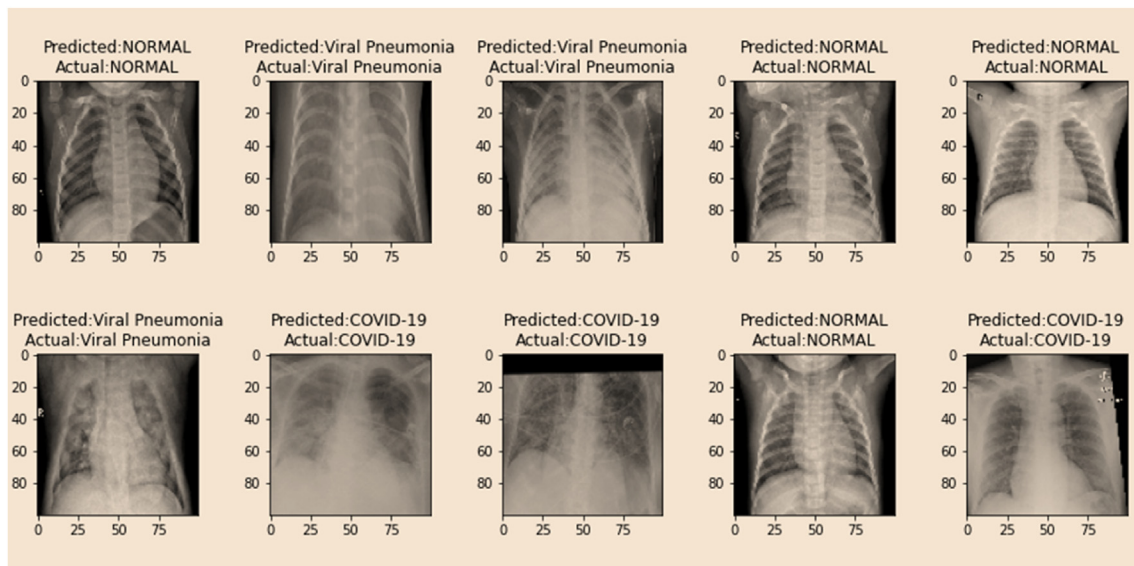 Predicted:NORMAL
Actual:NORMAL
Predicted:Viral Pneumonia
Actual:Viral Pneumonia
Predicted:Viral Pneumonia
Actual:Viral Pneumonia
Predicted:NORMAL
Actual:NORMAL
Predicted:NORMAL
Actual:NORMAL
0
20
40
60
80
0 25 50 75
0
20
40
60
80
0 25 50 75
0
20
40
60
80
0 25 50 75
0
20
40
60
80
0 25 50 75
0
20
40
60
80
0 25 50 75
Predicted:Viral Pneumonia
Actual:Viral Pneumonia
Predicted:COVID-19
Actual:COVID-19
Predicted:COVID-19
Actual:COVID-19
Predicted:NORMAL
Actual:NORMAL
Predicted:COVID-19
Actual:COVID-19
0
20
40
60
80
0 25 50 75
0
20
40
60
80
0 25 50 75
0
20
40
60
80
0 25 50 75
0
20
40
60
80
0 25 50 75
0
20
40
60
80
0 25 50 75